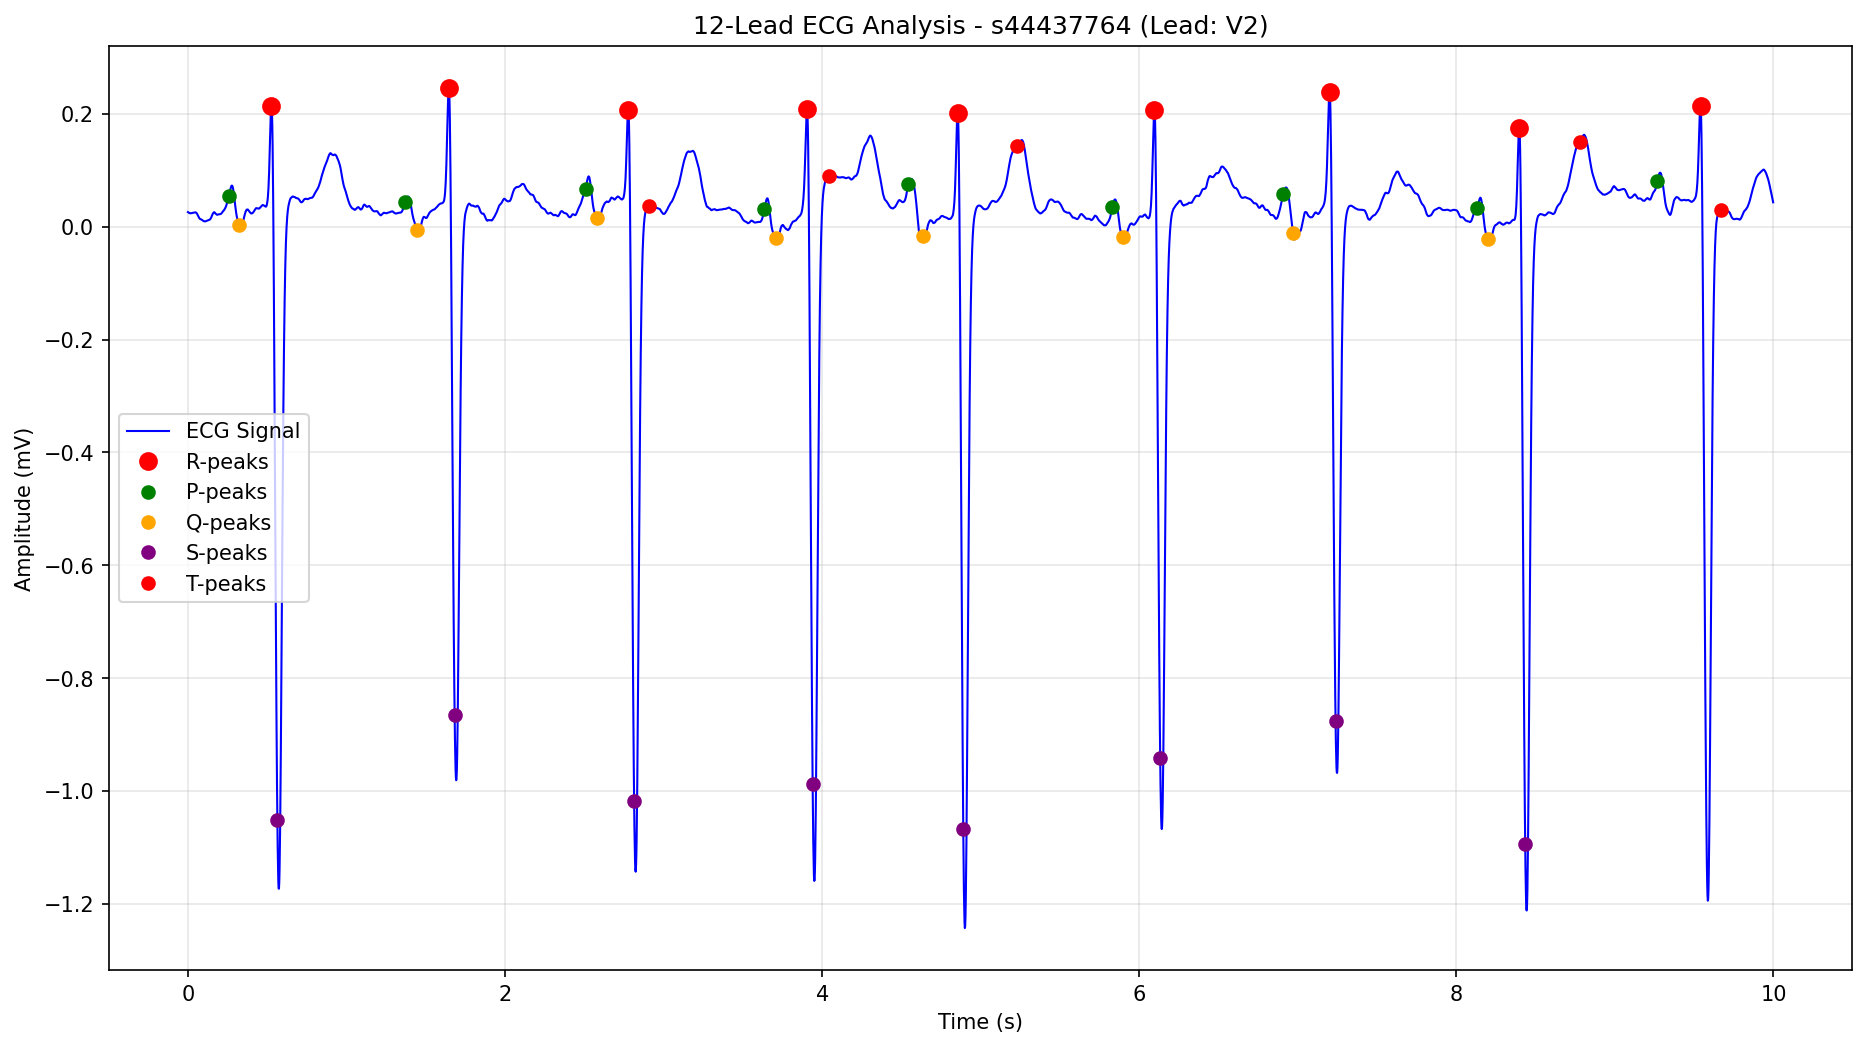 12-Lead ECG Analysis - s44437764 (Lead: V2)
Amplitude (mV)
0.2
0.0
−0.2
−0.4
−0.6
−0.8
−1.0
−1.2
ECG Signal
R-peaks
P-peaks
Q-peaks
S-peaks
T-peaks
0 2 4 6 8 10
Time (s)